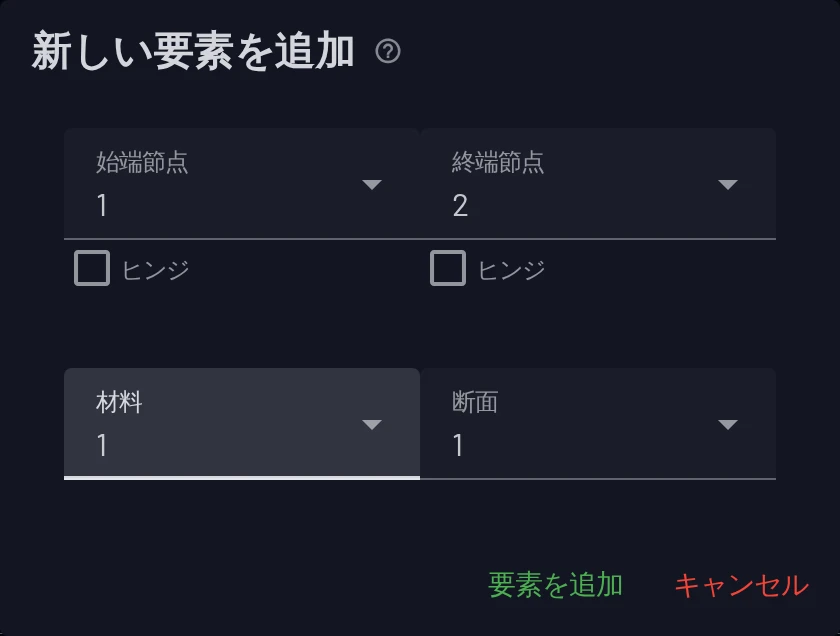 新しい要素を追加 ?
始端節点 終端節点
1 2
ヒンジ ヒンジ
材料 断面
1 1
要素を追加 キャンセル